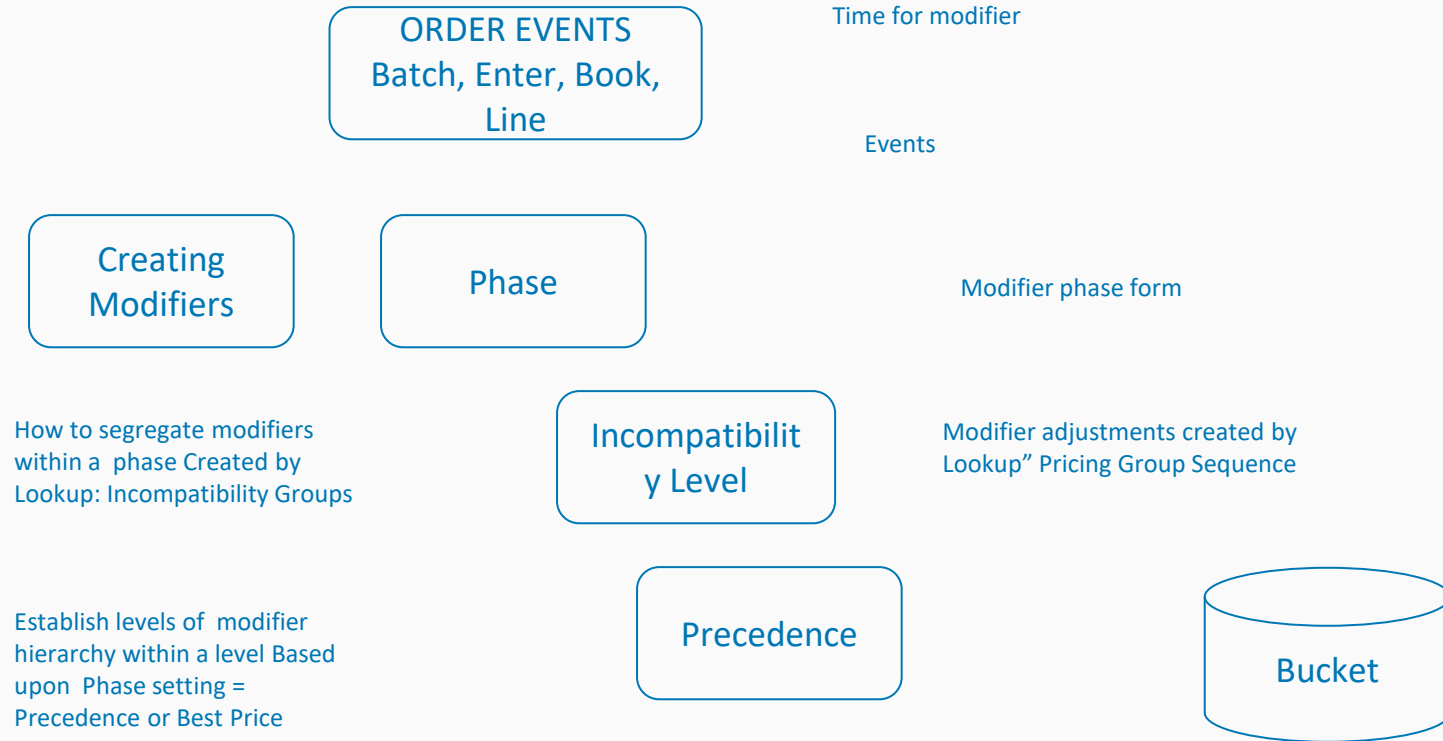 ORDER EVENTS
Batch, Enter, Book,
Line
Time for modifier
Events
Creating
Modifiers
Phase
Modifier phase form
How to segregate modifiers
within a  phase Created by
Lookup: Incompatibility Groups
Incompatibilit
y Level
Modifier adjustments created by
Lookup” Pricing Group Sequence
Establish levels of  modifier
hierarchy within a level Based
upon  Phase setting =
Precedence or Best Price
Precedence
Bucket